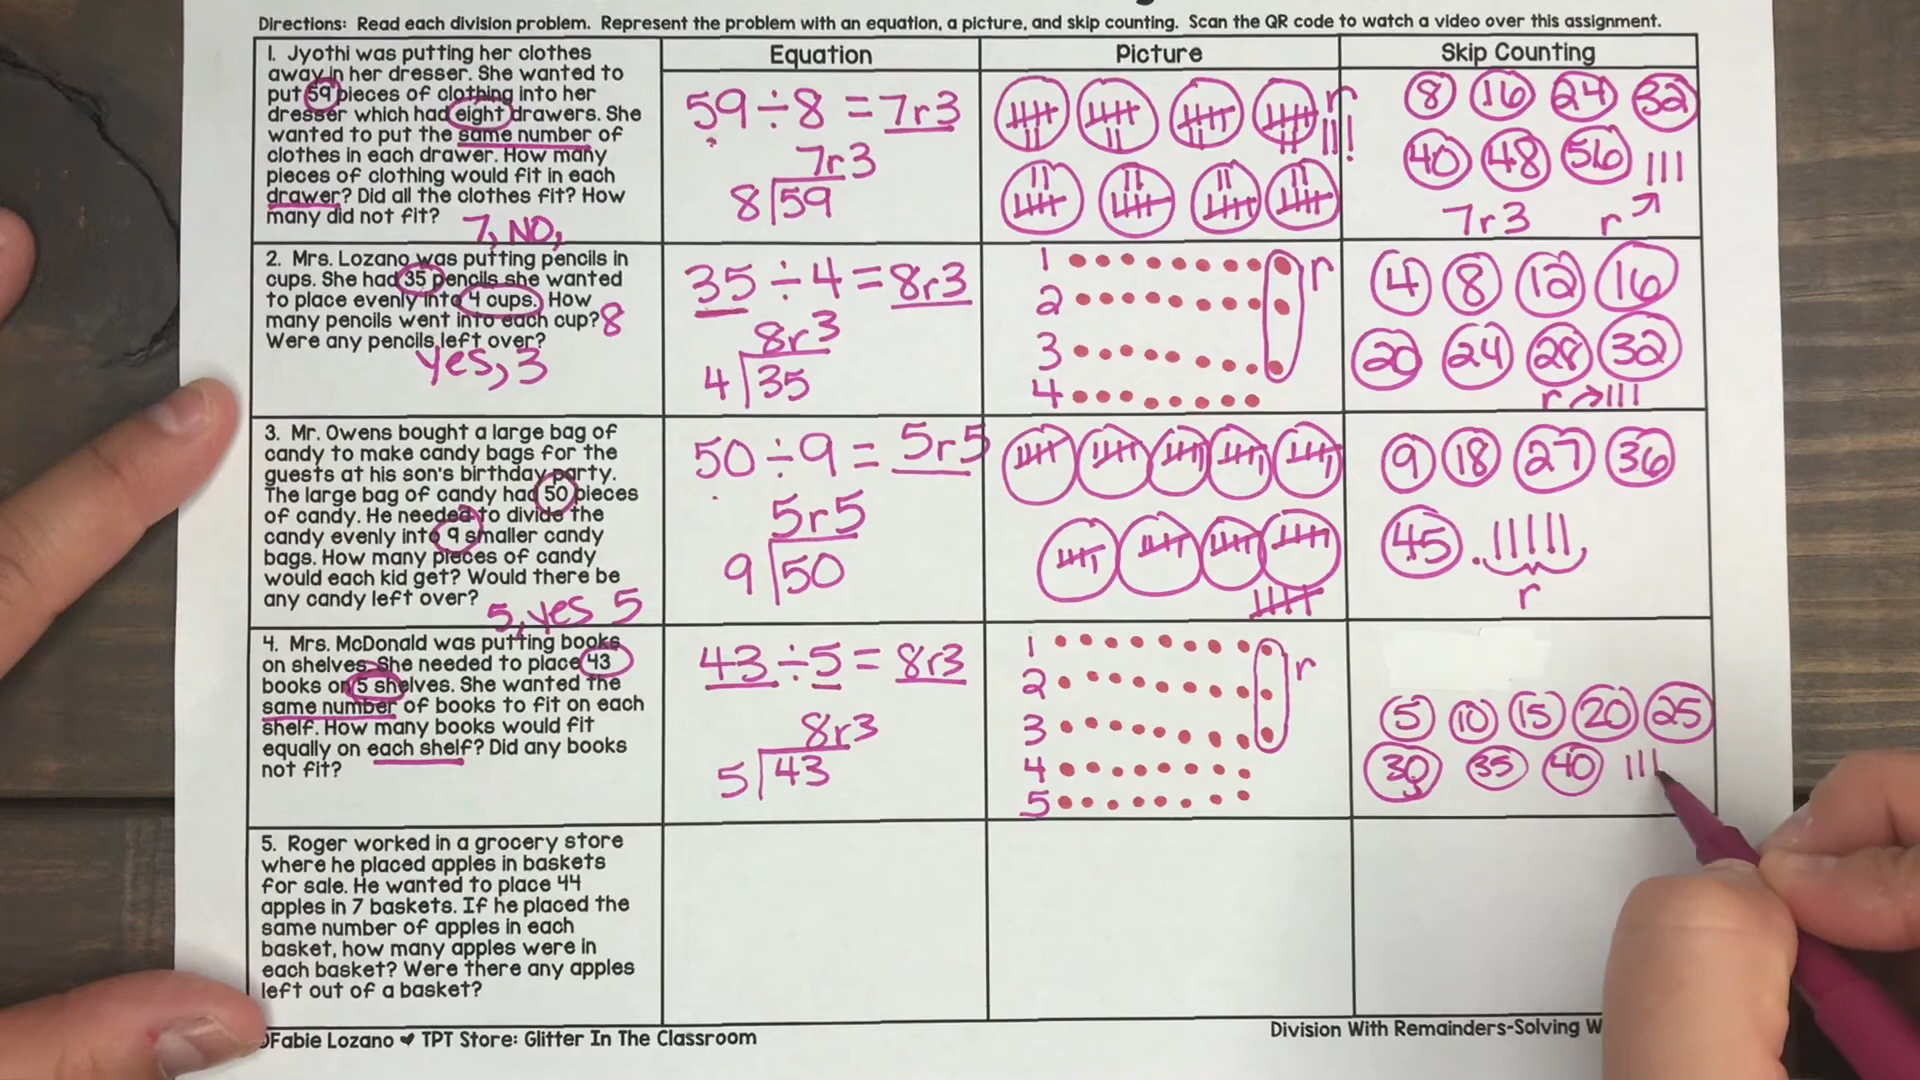 Directions: Read each division problem. Represent the problem with an equation, a picture, and skip counting. Scan the QR code to watch a video over this assignment.
Equation
Picture
Skip Counting
1. Jyothi was putting her clothes
away in her dresser. She wanted to
put 59 pieces of clothing into her
dresser which had eight drawers. She
wanted to put the same number of
clothes in each drawer. How many
pieces of clothing would fit in each
drawer? Did all the clothes fit? How
many did not fit?
7, NO,
59 ÷ 8 = 7r3
7r3
8 59
r
8 16 24 32
40 48 56
7r3 r
2. Mrs. Lozano was putting pencils in
cups. She had 35 pencils she wanted
to place evenly into 4 cups. How
many pencils went into each cup? 8
Were any pencils left over?
yes, 3
35 ÷ 4 = 8r3
8r3
4 35
1 r
2
3
4
4 8 12 16
20 24 28 32
r
3. Mr. Owens bought a large bag of
candy to make candy bags for the
guests at his son's birthday party.
The large bag of candy had 50 pieces
of candy. He needed to divide the
candy evenly into 9 smaller candy
bags. How many pieces of candy
would each kid get? Would there be
any candy left over?
5, yes 5
50 ÷ 9 = 5r5
5r5
9 50
9 18 27 36
45
r
4. Mrs. McDonald was putting books
on shelves. She needed to place 43
books on 5 shelves. She wanted the
same number of books to fit on each
shelf. How many books would fit
equally on each shelf? Did any books
not fit?
43 ÷ 5 = 8r3
8r3
5 43
1 r
2
3
4
5
5 10 15 20 25
30 35 40
5. Roger worked in a grocery store
where he placed apples in baskets
for sale. He wanted to place 44
apples in 7 baskets. If he placed the
same number of apples in each
basket, how many apples were in
each basket? Were there any apples
left out of a basket?
©Fabie Lozano ♥ TPT Store: Glitter In The Classroom
Division With Remainders-Solving